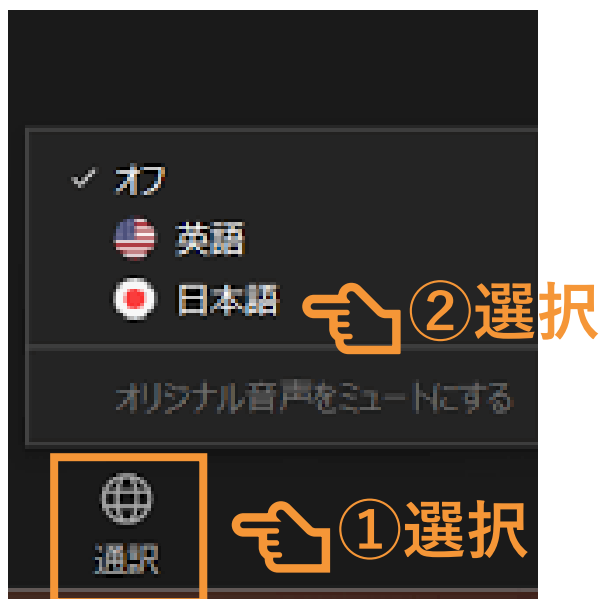 オフ
英語
日本語
②選択
オリジナル音声をミュートにする
通訳
①選択